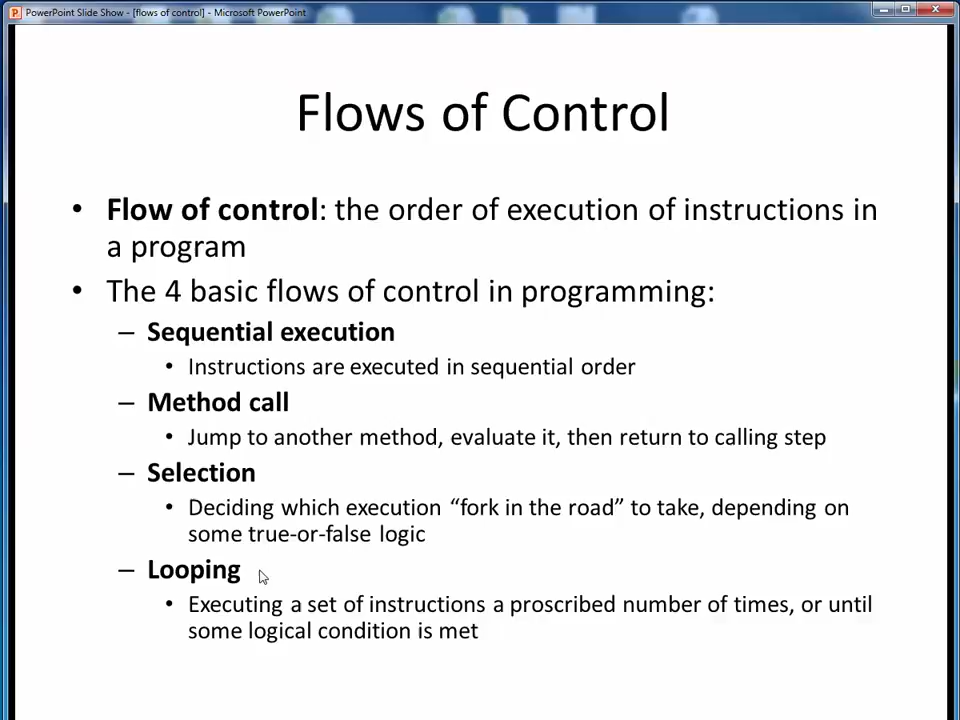 PowerPoint Slide Show - [flows of control] - Microsoft PowerPoint
Flows of Control
• Flow of control: the order of execution of instructions in
a program
• The 4 basic flows of control in programming:
– Sequential execution
• Instructions are executed in sequential order
– Method call
• Jump to another method, evaluate it, then return to calling step
– Selection
• Deciding which execution “fork in the road” to take, depending on
some true-or-false logic
– Looping
• Executing a set of instructions a proscribed number of times, or until
some logical condition is met